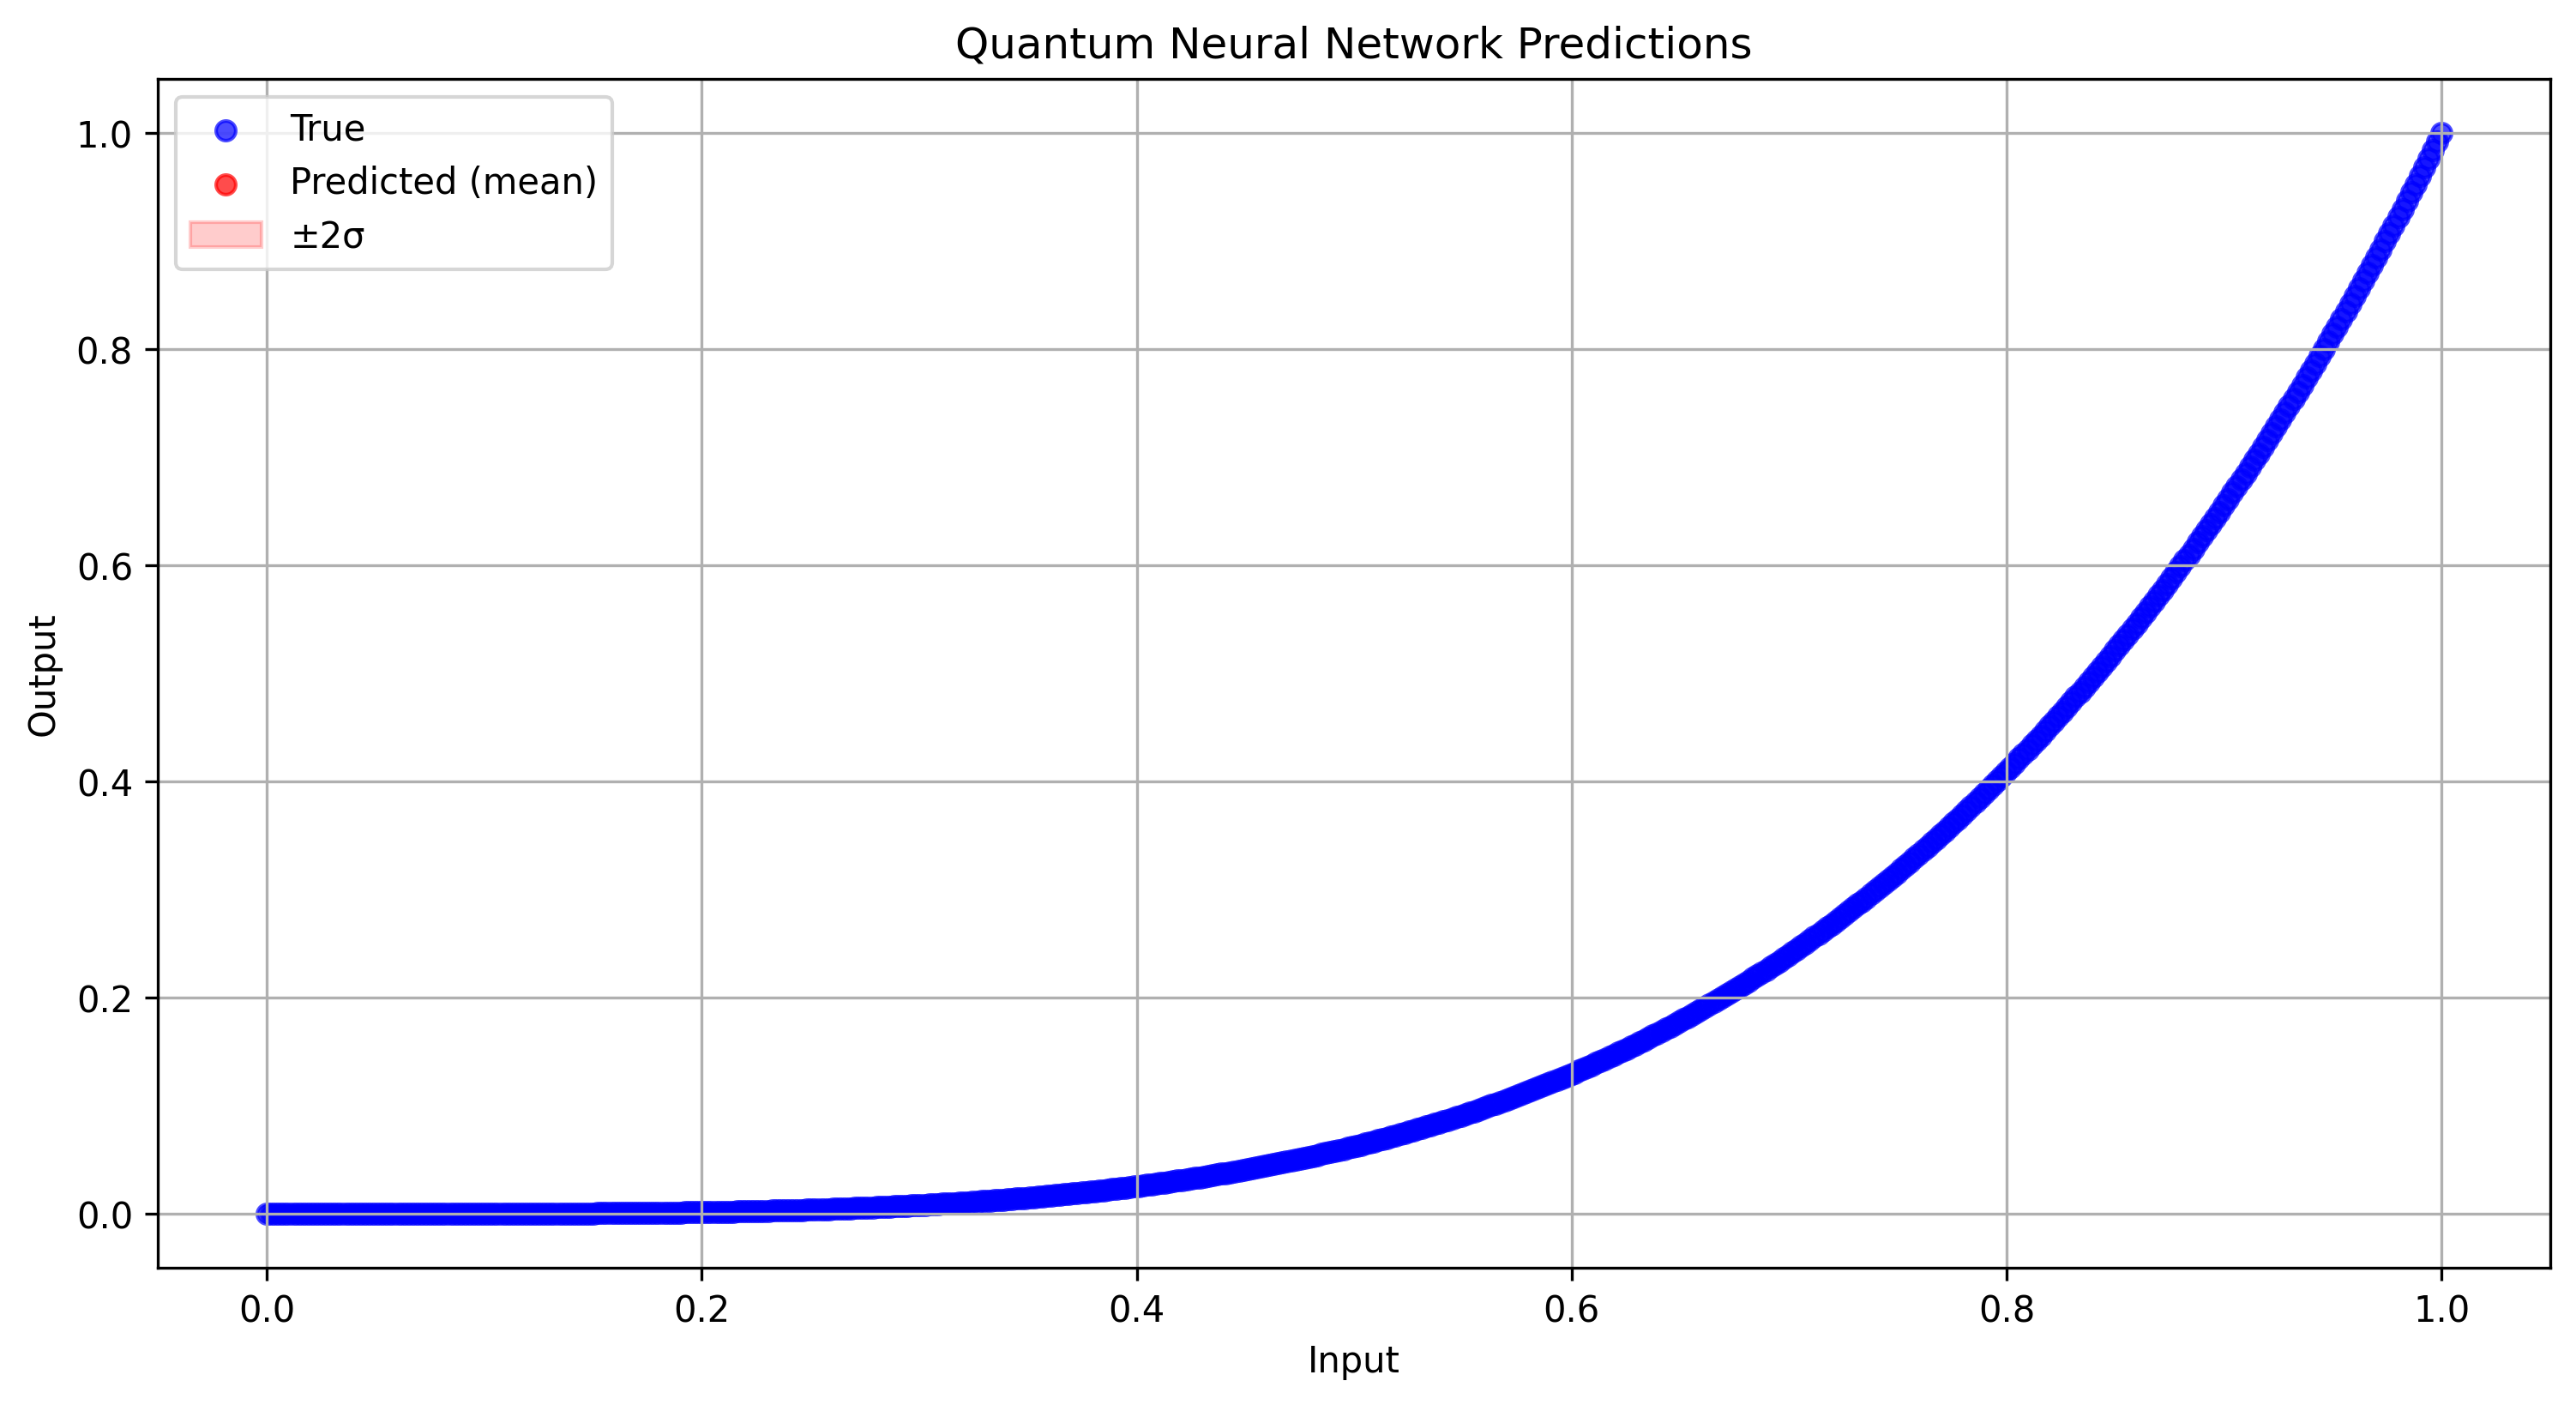 Quantum Neural Network Predictions
True
Predicted (mean)
±2σ
1.0
0.8
0.6
0.4
0.2
0.0
Output
0.0 0.2 0.4 0.6 0.8 1.0
Input